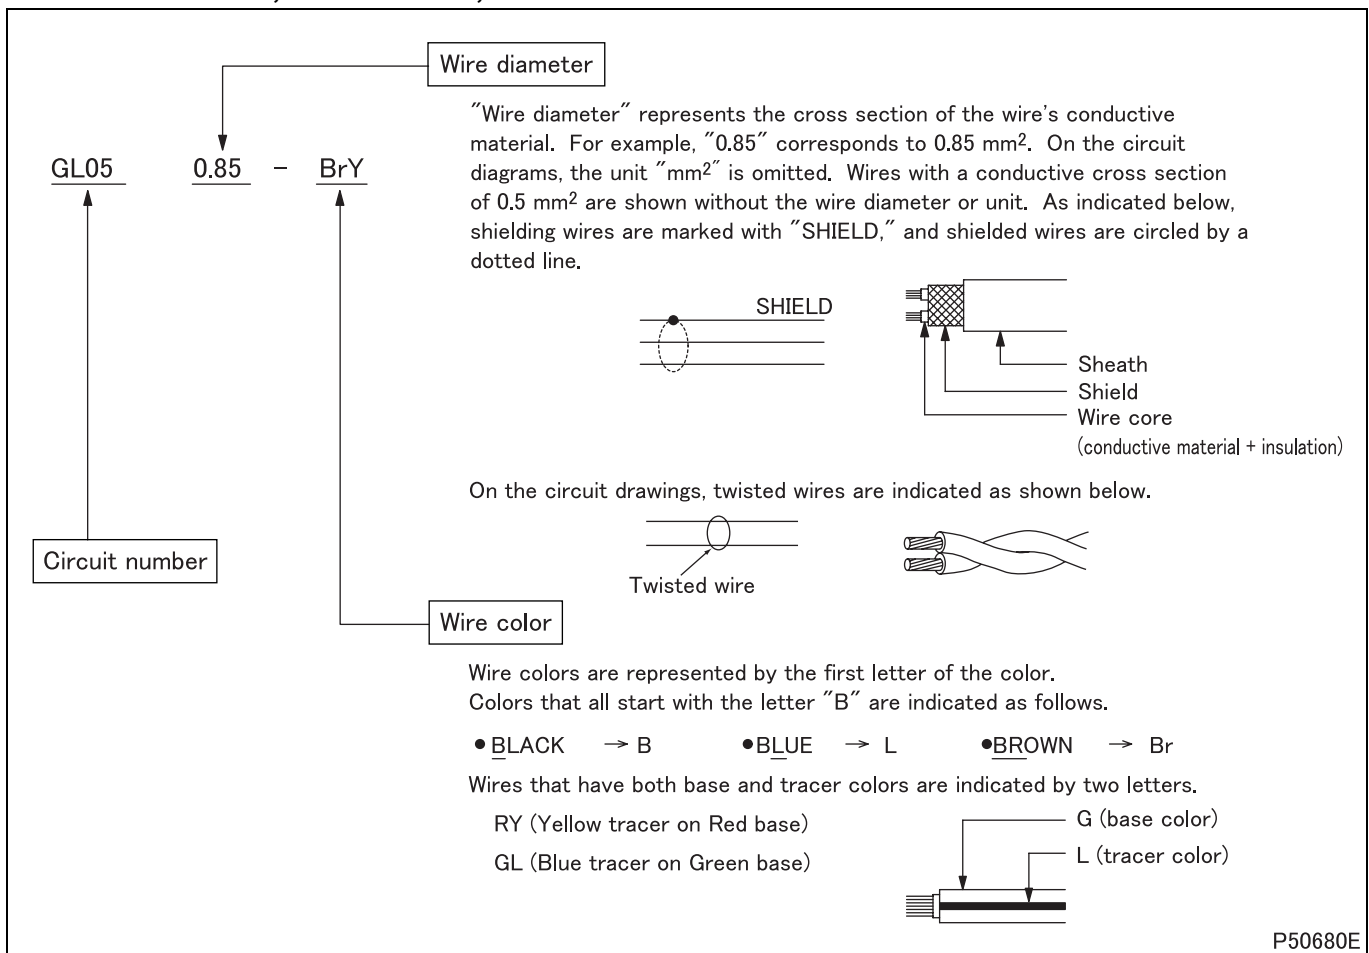 Wire diameter
"Wire diameter" represents the cross section of the wire's conductive
material. For example, "0.85" corresponds to 0.85 mm². On the circuit
diagrams, the unit "mm²" is omitted. Wires with a conductive cross section
of 0.5 mm² are shown without the wire diameter or unit. As indicated below,
shielding wires are marked with "SHIELD," and shielded wires are circled by a
dotted line.
GL05 0.85 - BrY
SHIELD
Sheath
Shield
Wire core
(conductive material + insulation)
On the circuit drawings, twisted wires are indicated as shown below.
Twisted wire
Circuit number
Wire color
Wire colors are represented by the first letter of the color.
Colors that all start with the letter "B" are indicated as follows.
● BLACK → B ●BLUE → L ●BROWN → Br
Wires that have both base and tracer colors are indicated by two letters.
RY (Yellow tracer on Red base)
GL (Blue tracer on Green base)
G (base color)
L (tracer color)
P50680E